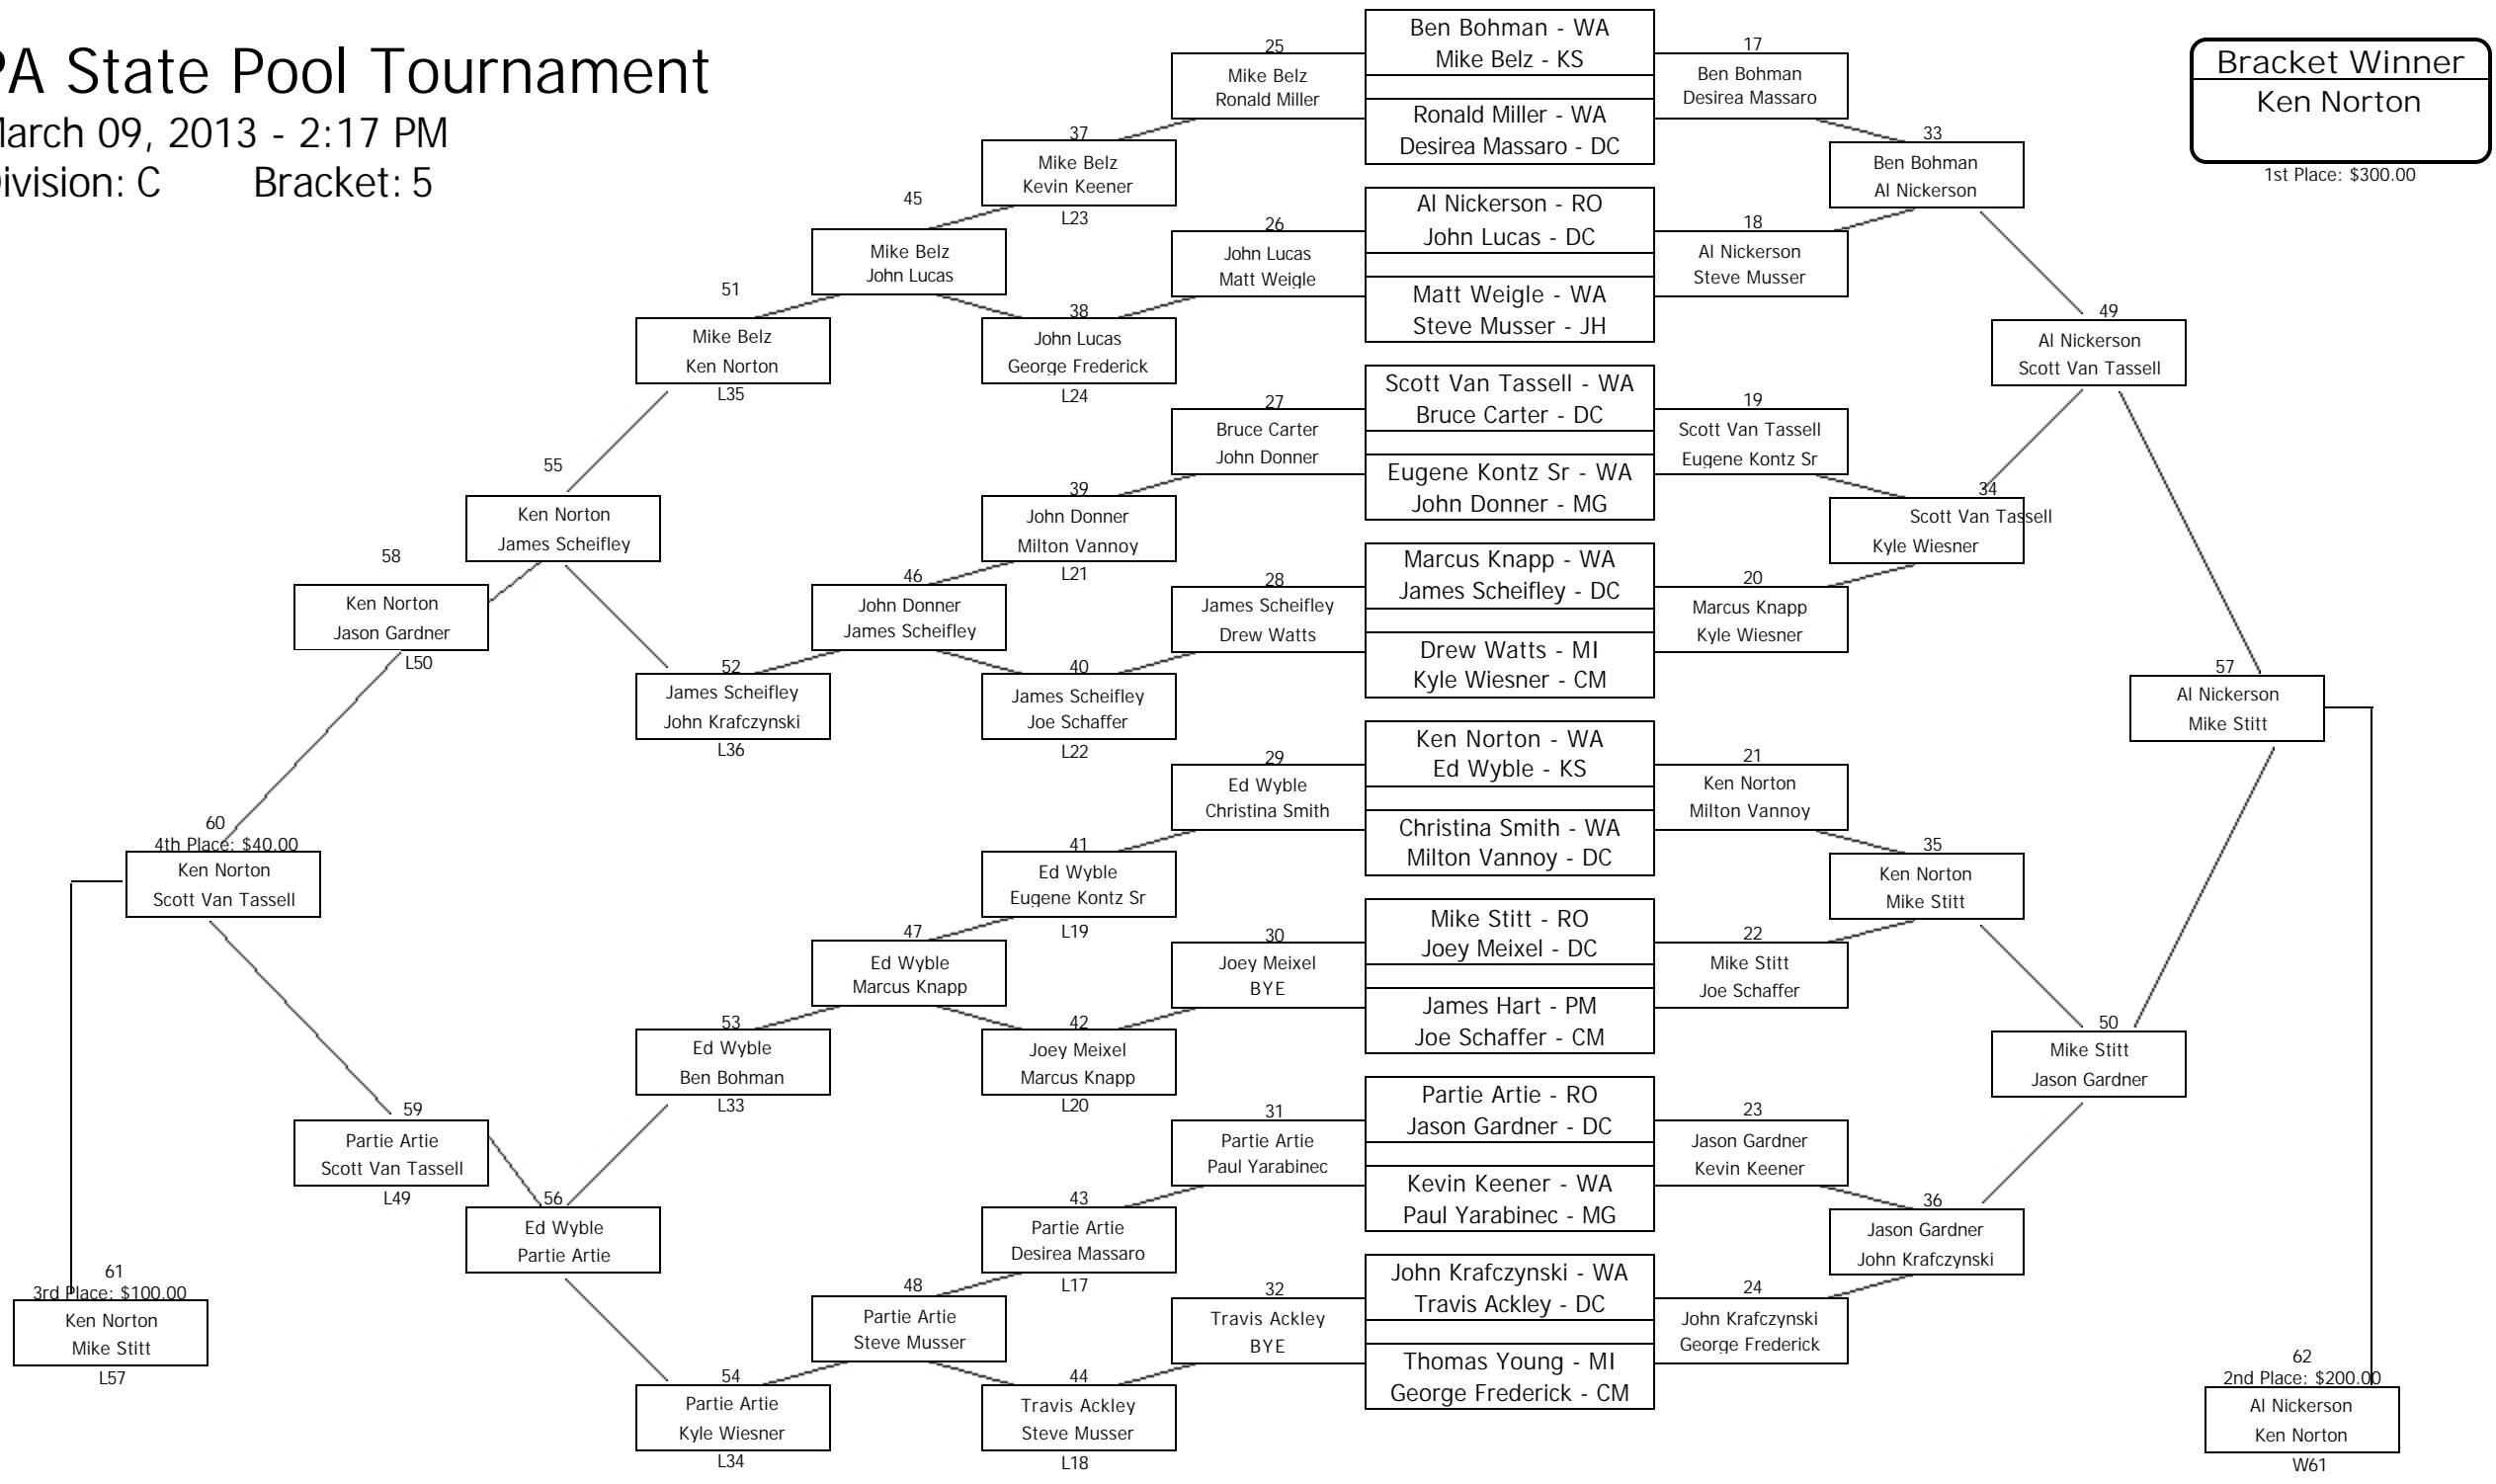 PA State Pool Tournament
March 09, 2013 - 2:17 PM
Division: C Bracket: 5
Bracket Winner
Ken Norton
1st Place: $300.00
Ben Bohman - WA
Mike Belz - KS
Ronald Miller - WA
Desirea Massaro - DC
Al Nickerson - RO
John Lucas - DC
Matt Weigle - WA
Steve Musser - JH
Scott Van Tassell - WA
Bruce Carter - DC
Eugene Kontz Sr - WA
John Donner - MG
Marcus Knapp - WA
James Scheifley - DC
Drew Watts - MI
Kyle Wiesner - CM
Ken Norton - WA
Ed Wyble - KS
Christina Smith - WA
Milton Vannoy - DC
Mike Stitt - RO
Joey Meixel - DC
James Hart - PM
Joe Schaffer - CM
Partie Artie - RO
Jason Gardner - DC
Kevin Keener - WA
Paul Yarabinec - MG
John Krafczynski - WA
Travis Ackley - DC
Thomas Young - MI
George Frederick - CM
17
Ben Bohman
Desirea Massaro
18
Al Nickerson
Steve Musser
19
Scott Van Tassell
Eugene Kontz Sr
20
Marcus Knapp
Kyle Wiesner
21
Ken Norton
Milton Vannoy
22
Mike Stitt
Joe Schaffer
23
Jason Gardner
Kevin Keener
24
John Krafczynski
George Frederick
25
Mike Belz
Ronald Miller
26
John Lucas
Matt Weigle
27
Bruce Carter
John Donner
28
James Scheifley
Drew Watts
29
Ed Wyble
Christina Smith
30
Joey Meixel
BYE
31
Partie Artie
Paul Yarabinec
32
Travis Ackley
BYE
33
Ben Bohman
Al Nickerson
34
Scott Van Tassell
Kyle Wiesner
35
Ken Norton
Mike Stitt
36
Jason Gardner
John Krafczynski
37
Mike Belz
Kevin Keener
L23
38
John Lucas
George Frederick
L24
39
John Donner
Milton Vannoy
L21
40
James Scheifley
Joe Schaffer
L22
41
Ed Wyble
Eugene Kontz Sr
L19
42
Joey Meixel
Marcus Knapp
L20
43
Partie Artie
Desirea Massaro
L17
44
Travis Ackley
Steve Musser
L18
45
Mike Belz
John Lucas
46
John Donner
James Scheifley
47
Ed Wyble
Marcus Knapp
48
Partie Artie
Steve Musser
49
Al Nickerson
Scott Van Tassell
50
Mike Stitt
Jason Gardner
51
Mike Belz
Ken Norton
L35
52
James Scheifley
John Krafczynski
L36
53
Ed Wyble
Ben Bohman
L33
54
Partie Artie
Kyle Wiesner
L34
55
Ken Norton
James Scheifley
56
Ed Wyble
Partie Artie
57
Al Nickerson
Mike Stitt
58
Ken Norton
Jason Gardner
L50
59
Partie Artie
Scott Van Tassell
L49
60
4th Place: $40.00
Ken Norton
Scott Van Tassell
61
3rd Place: $100.00
Ken Norton
Mike Stitt
L57
62
2nd Place: $200.00
Al Nickerson
Ken Norton
W61